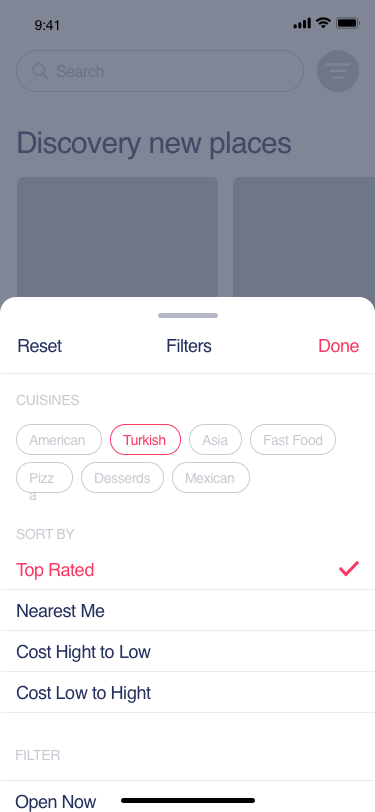 9:41
Search
Discovery new places
Reset Filters Done
CUISINES
American Turkish Asia Fast Food
Pizz
a Desserds Mexican
SORT BY
Top Rated
Nearest Me
Cost Hight to Low
Cost Low to Hight
FILTER
Open Now